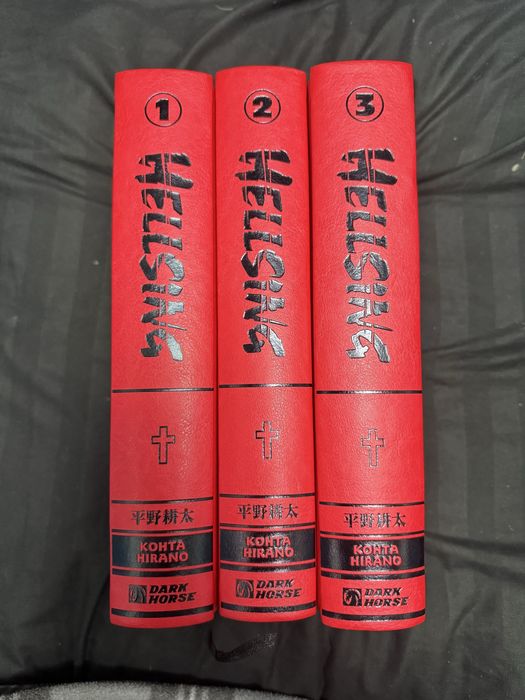 1
HELLSING
平野耕太
KOHTA
HIRANO
DARK
HORSE
2
HELLSING
平野耕太
KOHTA
HIRANO
DARK
HORSE
3
HELLSING
平野耕太
KOHTA
HIRANO
DARK
HORSE